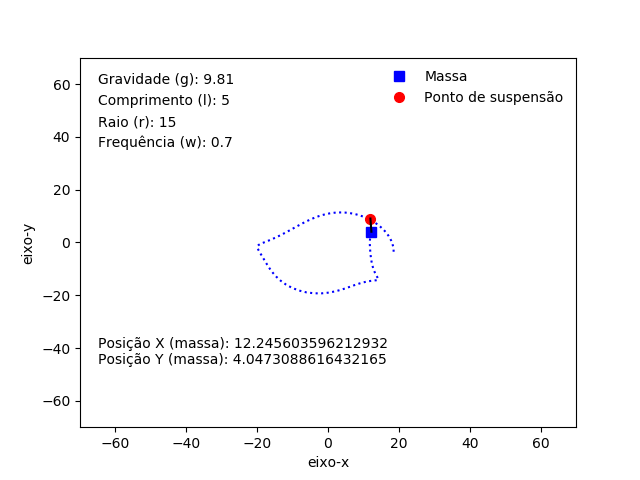 Gravidade (g): 9.81
Comprimento (l): 5
Raio (r): 15
Frequência (w): 0.7
Massa
Ponto de suspensão
Posição X (massa): 12.245603596212932
Posição Y (massa): 4.0473088616432165
eixo-y
60
40
20
0
−20
−40
−60
−60
−40
−20
0
20
40
60
eixo-x